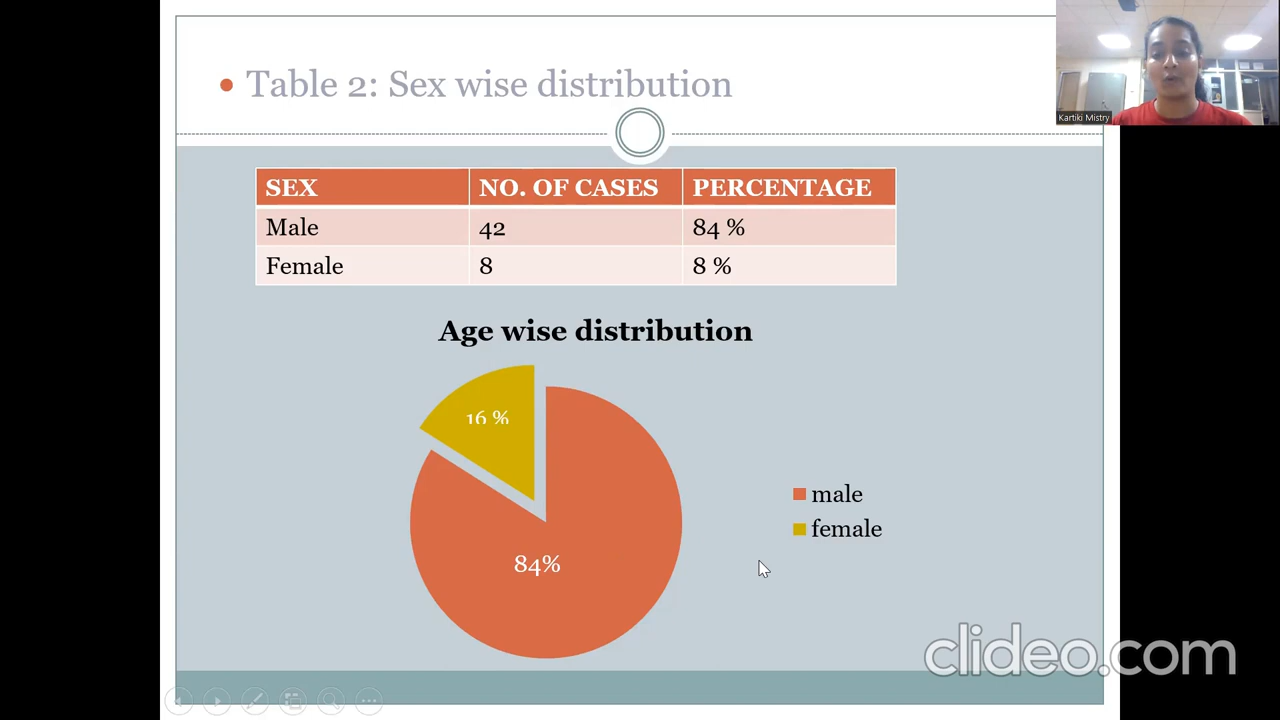 Table 2: Sex wise distribution
Kartiki Mistry
SEX NO. OF CASES PERCENTAGE
Male 42 84 %
Female 8 8 %
Age wise distribution
16 %
84%
male
female
clideo.com